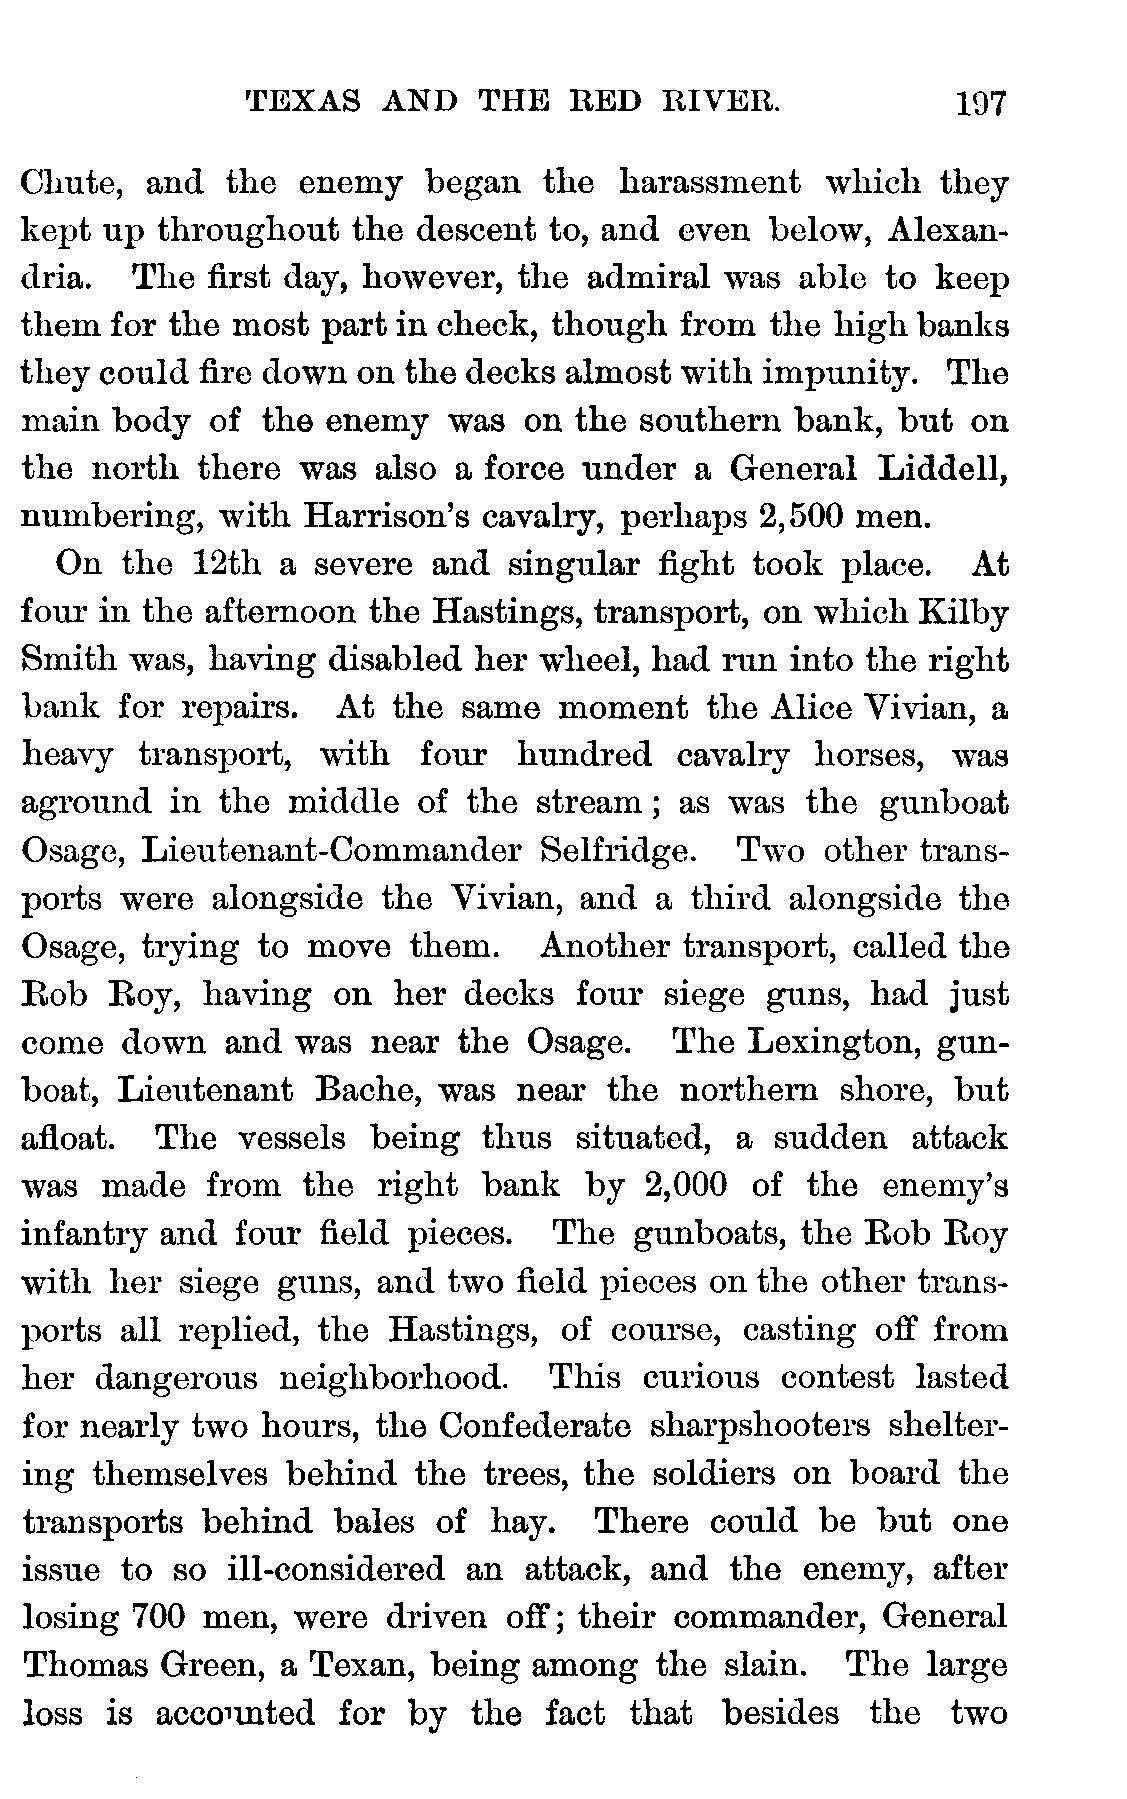 TEXAS AND THE RED RIVER. 197
Chute, and the enemy began the harassment which they
kept up throughout the descent to, and even below, Alexan-
dria. The first day, however, the admiral was able to keep
them for the most part in check, though from the high banks
they could fire down on the decks almost with impunity. The
main body of the enemy was on the southern bank, but on
the north there was also a force under a General Liddell,
numbering, with Harrison's cavalry, perhaps 2,500 men.
On the 12th a severe and singular fight took place. At
four in the afternoon the Hastings, transport, on which Kilby
Smith was, having disabled her wheel, had run into the right
bank for repairs. At the same moment the Alice Vivian, a
heavy transport, with four hundred cavalry horses, was
aground in the middle of the stream; as was the gunboat
Osage, Lieutenant-Commander Selfridge. Two other trans-
ports were alongside the Vivian, and a third alongside the
Osage, trying to move them. Another transport, called the
Rob Roy, having on her decks four siege guns, had just
come down and was near the Osage. The Lexington, gun-
boat, Lieutenant Bache, was near the northern shore, but
afloat. The vessels being thus situated, a sudden attack
was made from the right bank by 2,000 of the enemy's
infantry and four field pieces. The gunboats, the Rob Roy
with her siege guns, and two field pieces on the other trans-
ports all replied, the Hastings, of course, casting off from
her dangerous neighborhood. This curious contest lasted
for nearly two hours, the Confederate sharpshooters shelter-
ing themselves behind the trees, the soldiers on board the
transports behind bales of hay. There could be but one
issue to so ill-considered an attack, and the enemy, after
losing 700 men, were driven off; their commander, General
Thomas Green, a Texan, being among the slain. The large
loss is accounted for by the fact that besides the two